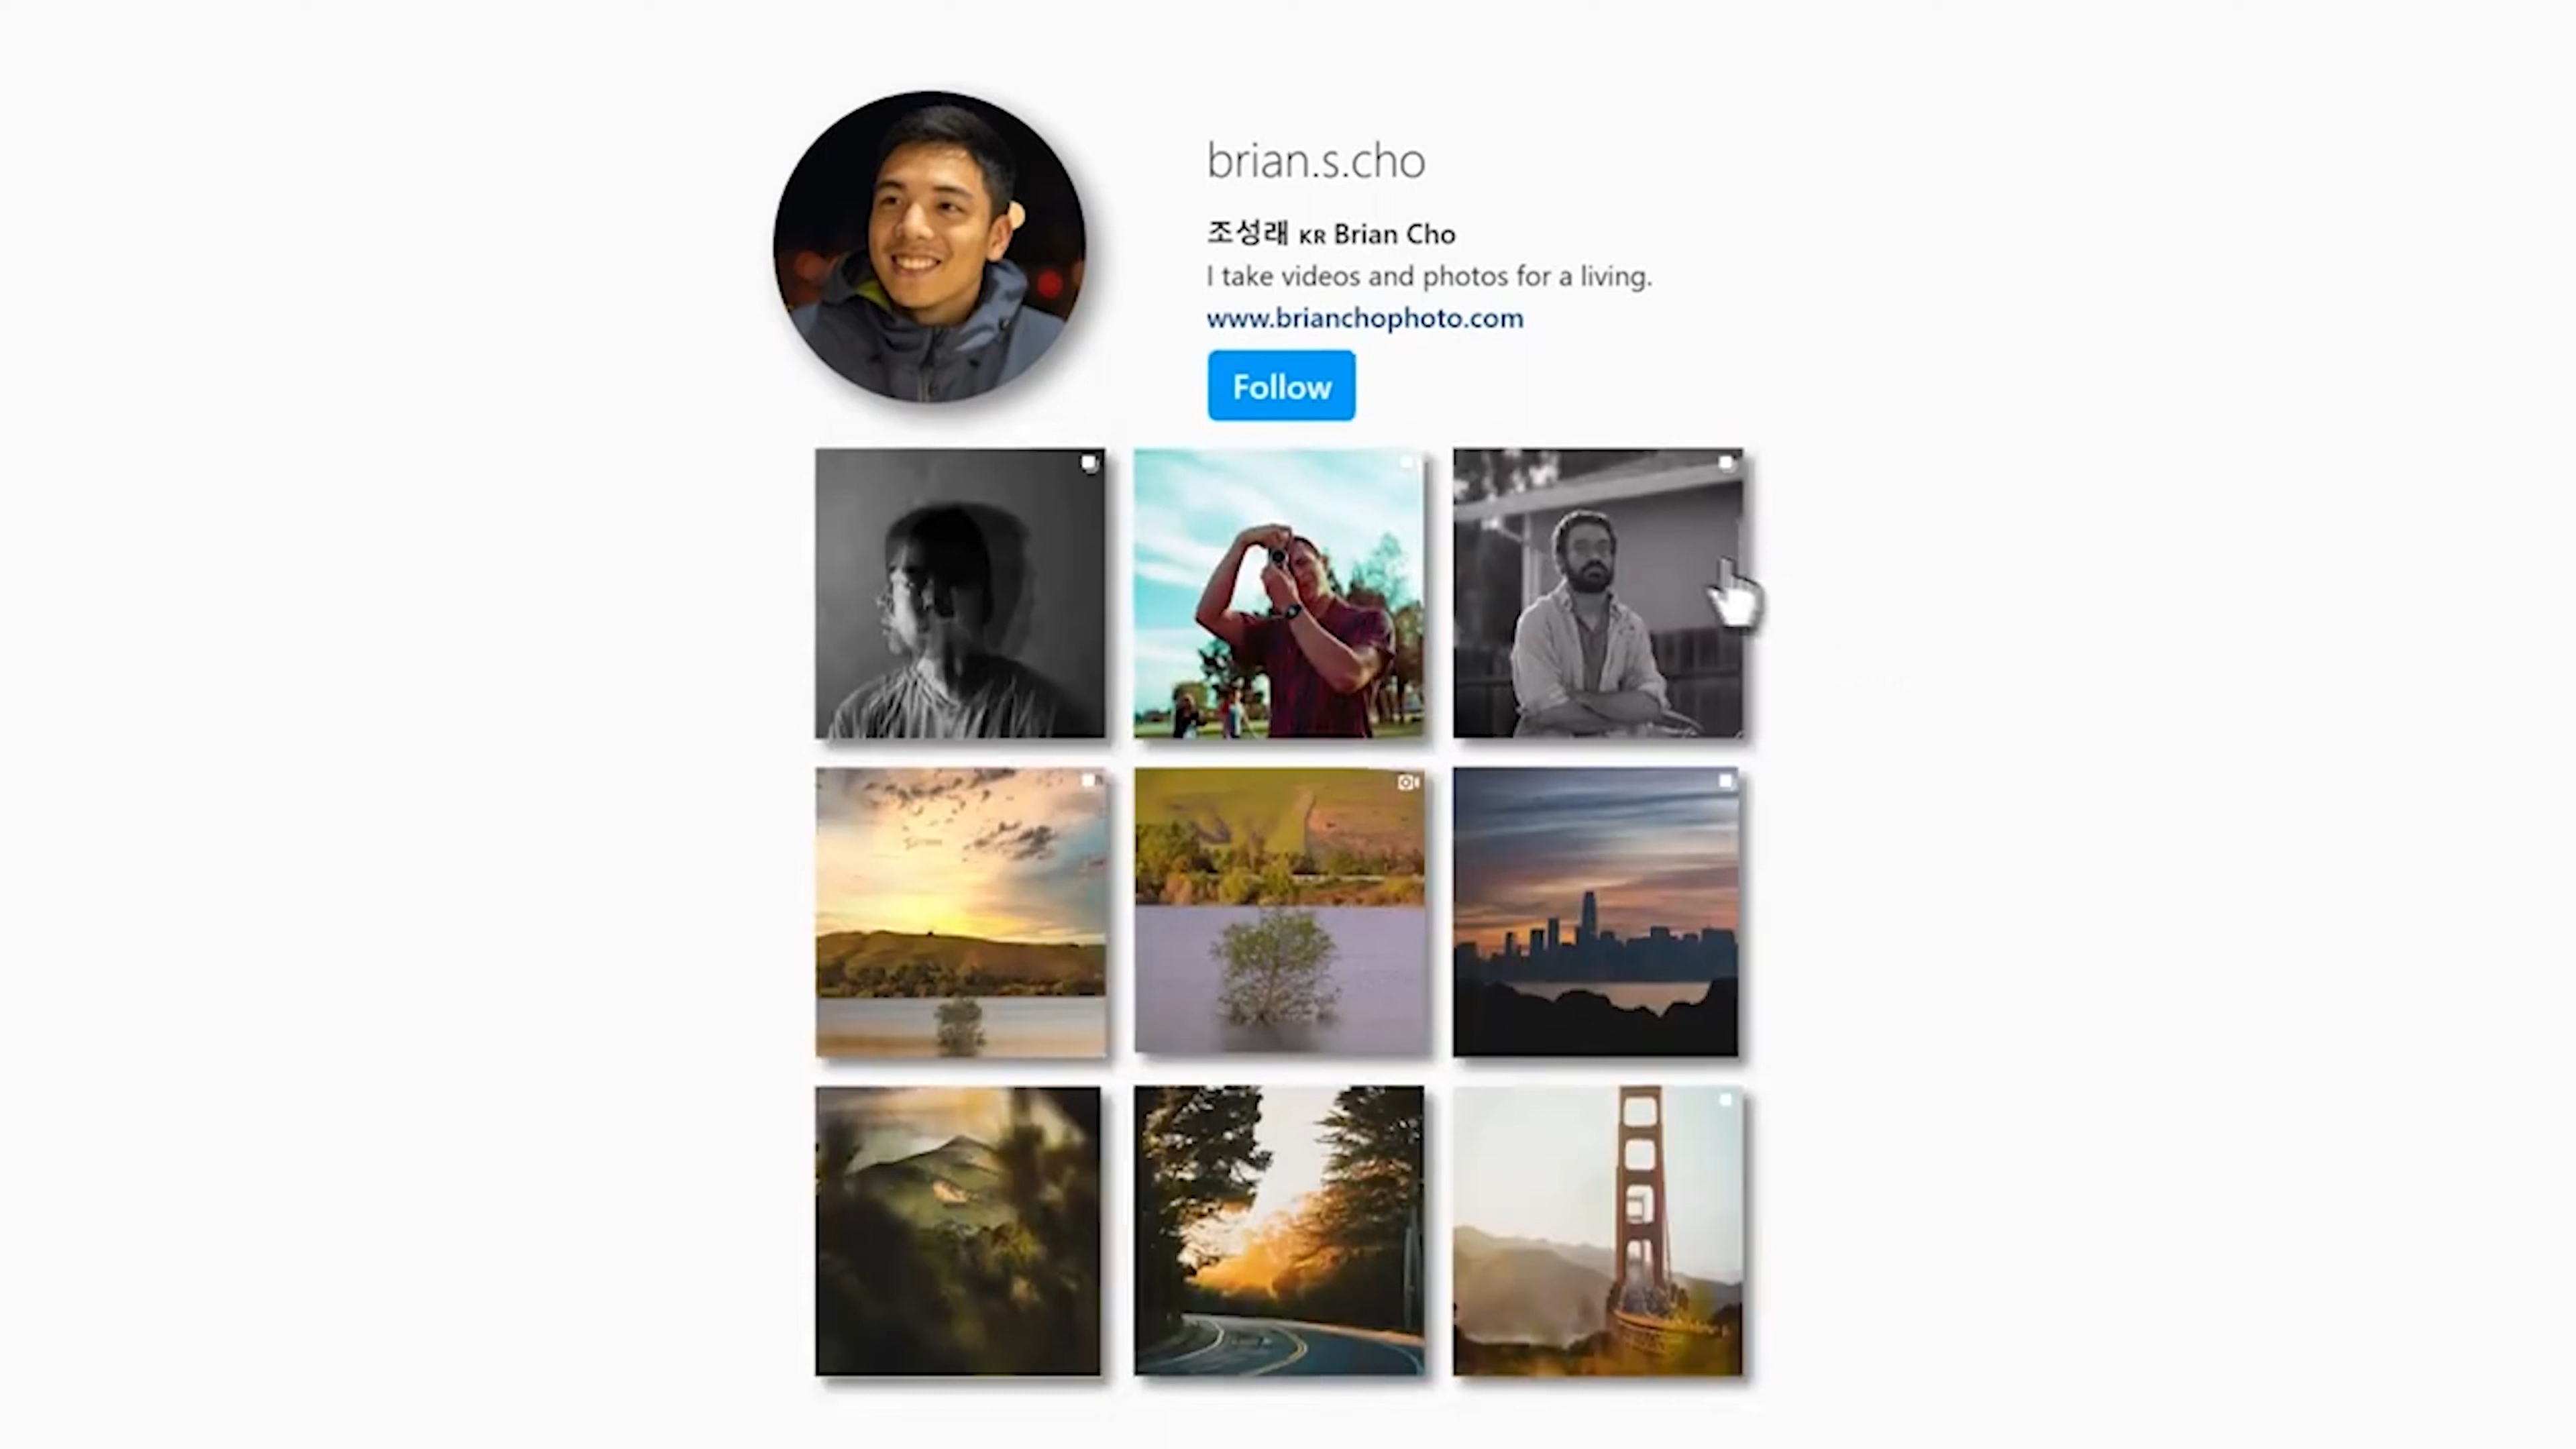 brian.s.cho
조성래 KR Brian Cho
I take videos and photos for a living.
www.brianchophoto.com
Follow